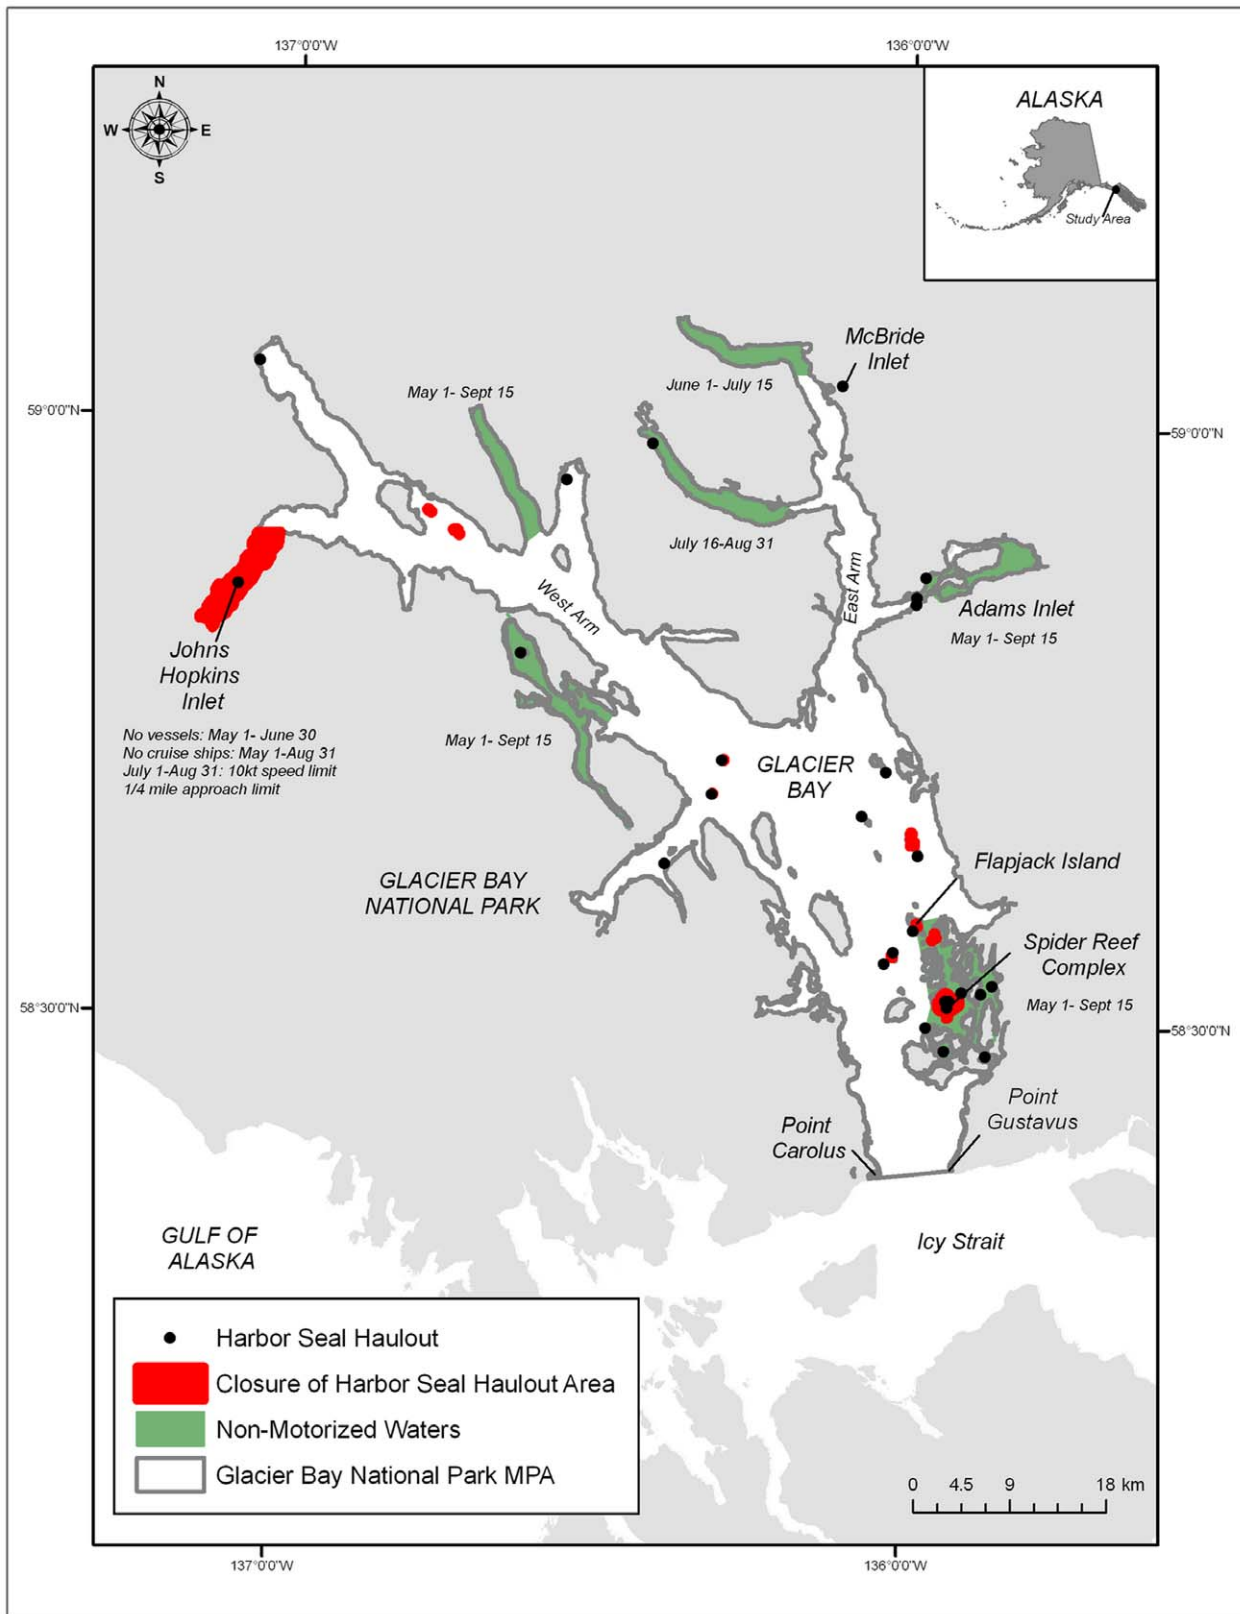 137°0'0"W
136°0'0"W
N
W
E
S
ALASKA
Study Area
McBride
Inlet
June 1- July 15
May 1- Sept 15
59°0'0"N
59°0'0"N
July 16-Aug 31
West Arm
East Arm
Adams Inlet
May 1- Sept 15
Johns
Hopkins
Inlet
No vessels: May 1- June 30
No cruise ships: May 1-Aug 31
July 1-Aug 31: 10kt speed limit
1/4 mile approach limit
May 1- Sept 15
GLACIER
BAY
Flapjack Island
GLACIER BAY
NATIONAL PARK
Spider Reef
Complex
May 1- Sept 15
58°30'0"N
58°30'0"N
Point
Gustavus
Point
Carolus
GULF OF
ALASKA
Icy Strait
Harbor Seal Haulout
Closure of Harbor Seal Haulout Area
Non-Motorized Waters
Glacier Bay National Park MPA
0 4.5 9 18 km
137°0'0"W
136°0'0"W